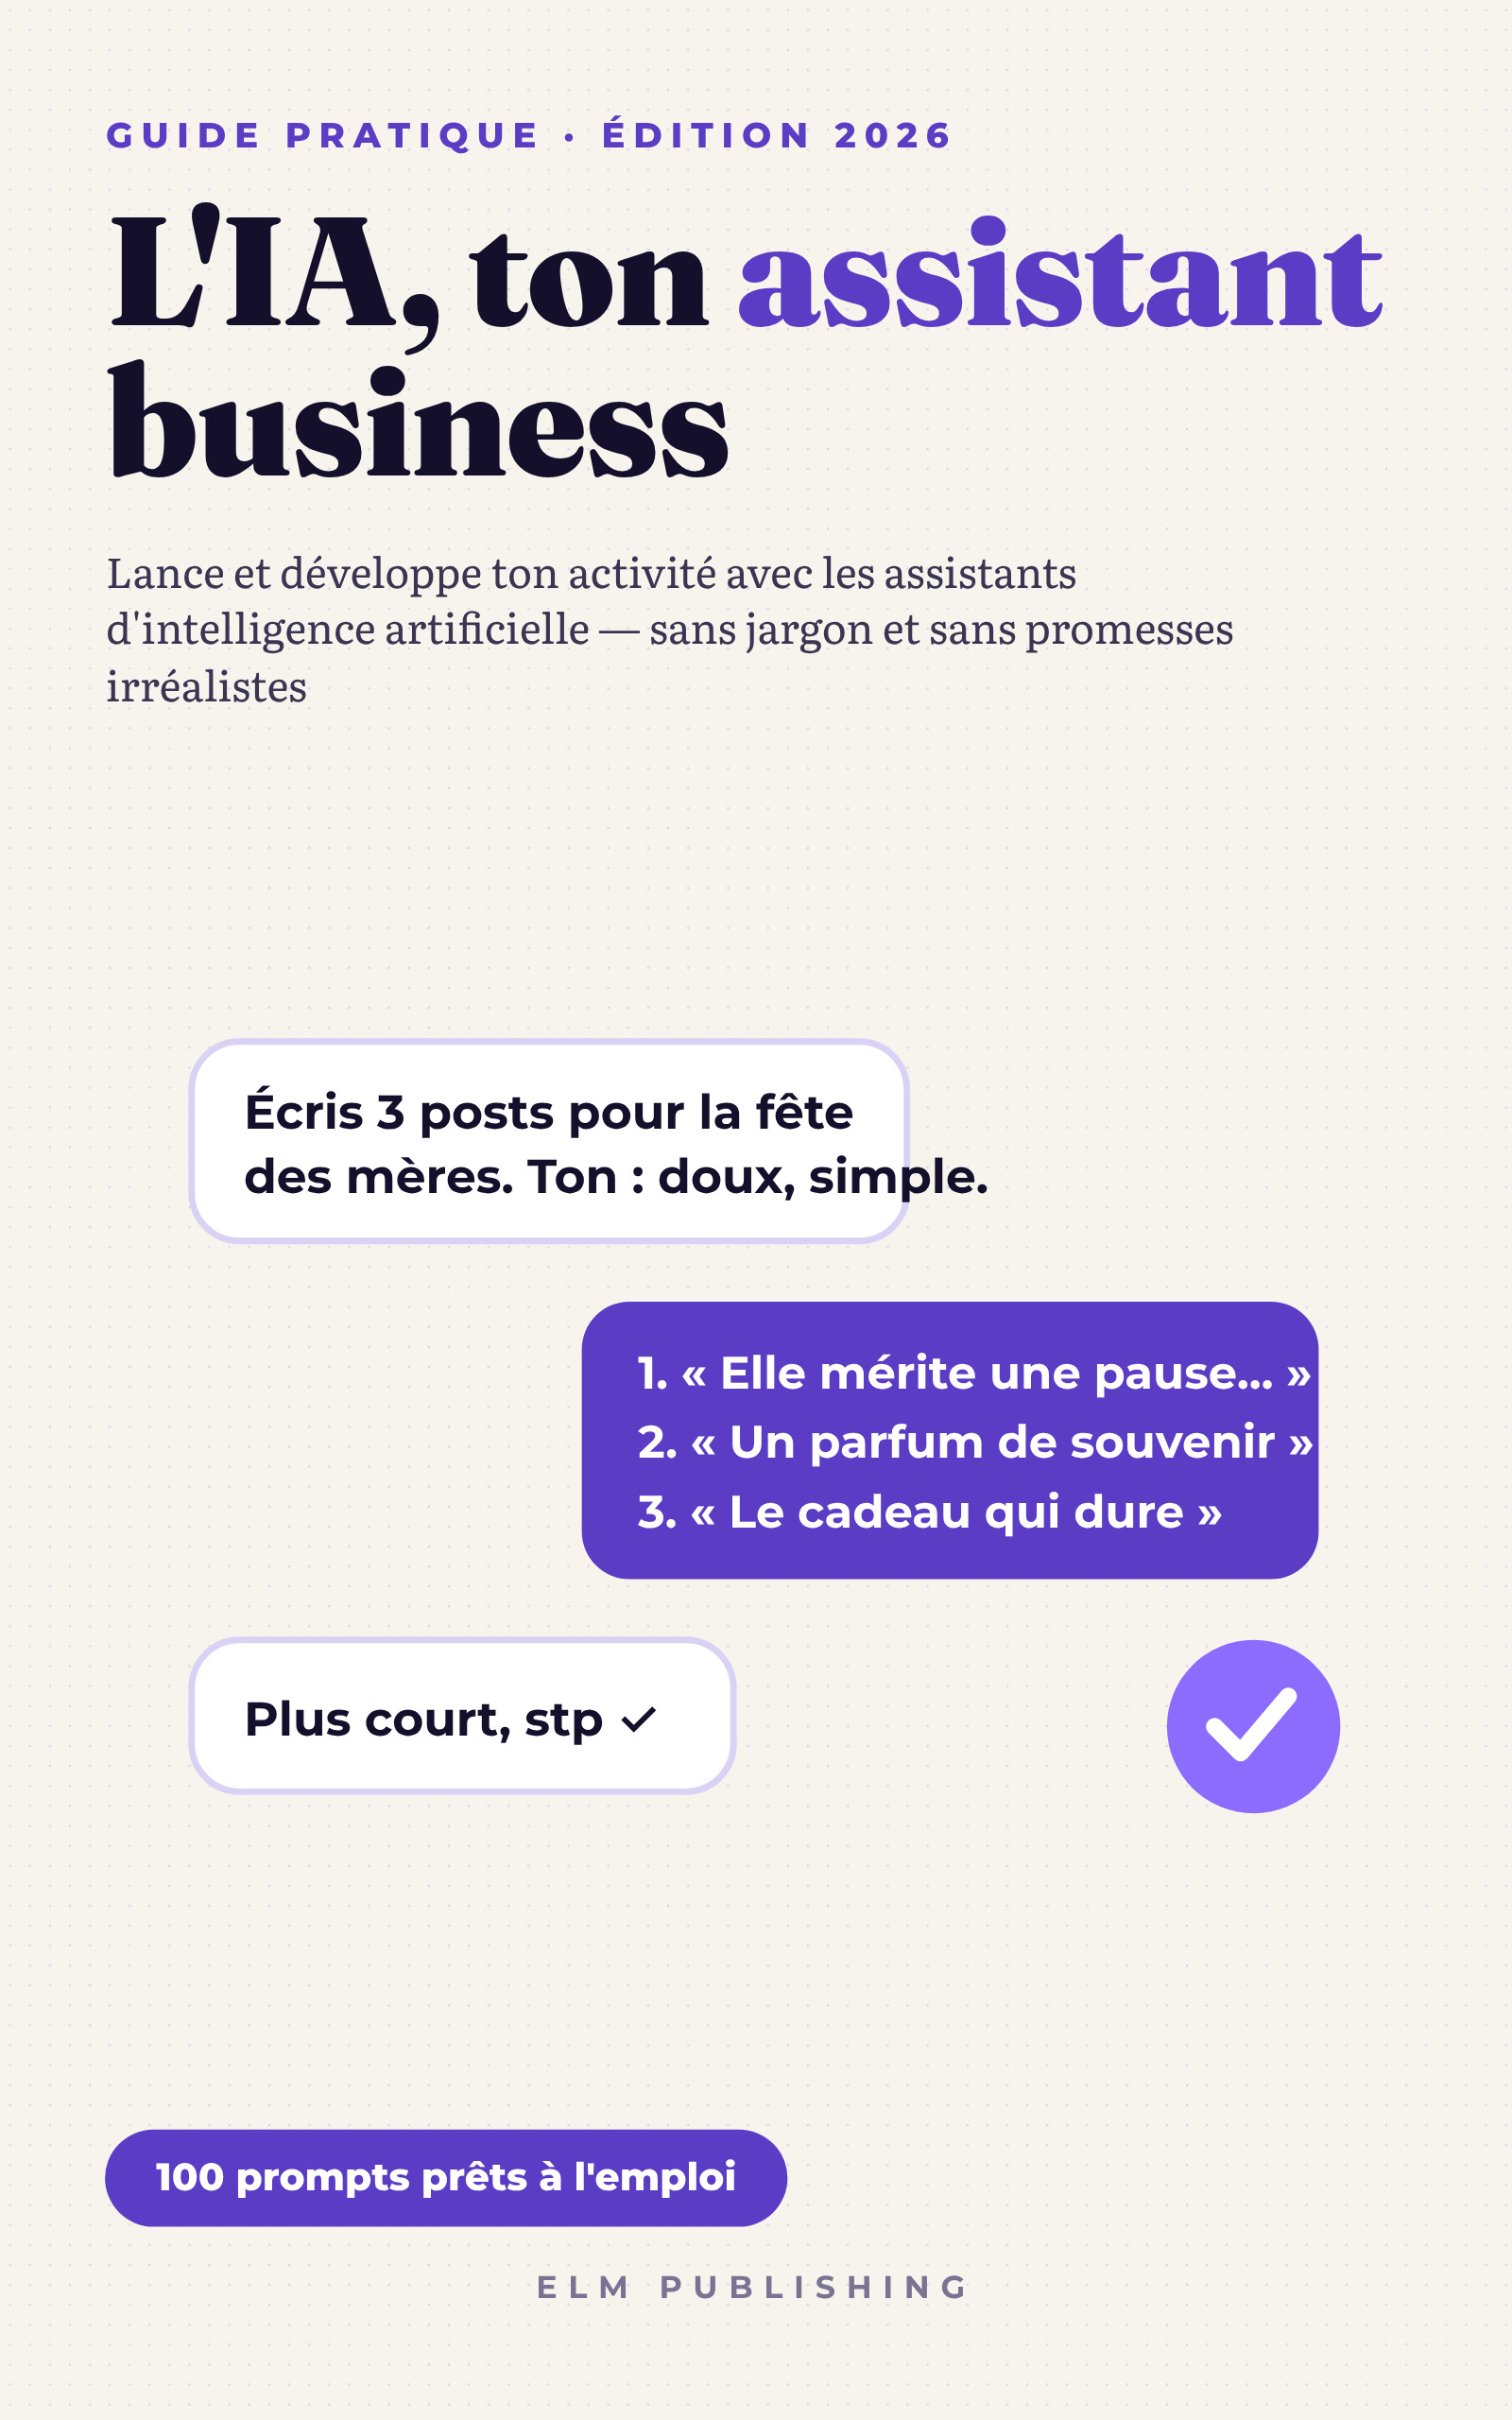 GUIDE PRATIQUE · ÉDITION 2026
L'IA, ton assistant
business
Lance et développe ton activité avec les assistants
d'intelligence artificielle — sans jargon et sans promesses
irréalistes
Écris 3 posts pour la fête
des mères. Ton : doux, simple.
1. « Elle mérite une pause... »
2. « Un parfum de souvenir »
3. « Le cadeau qui dure »
Plus court, stp ✓
100 prompts prêts à l'emploi
ELM PUBLISHING